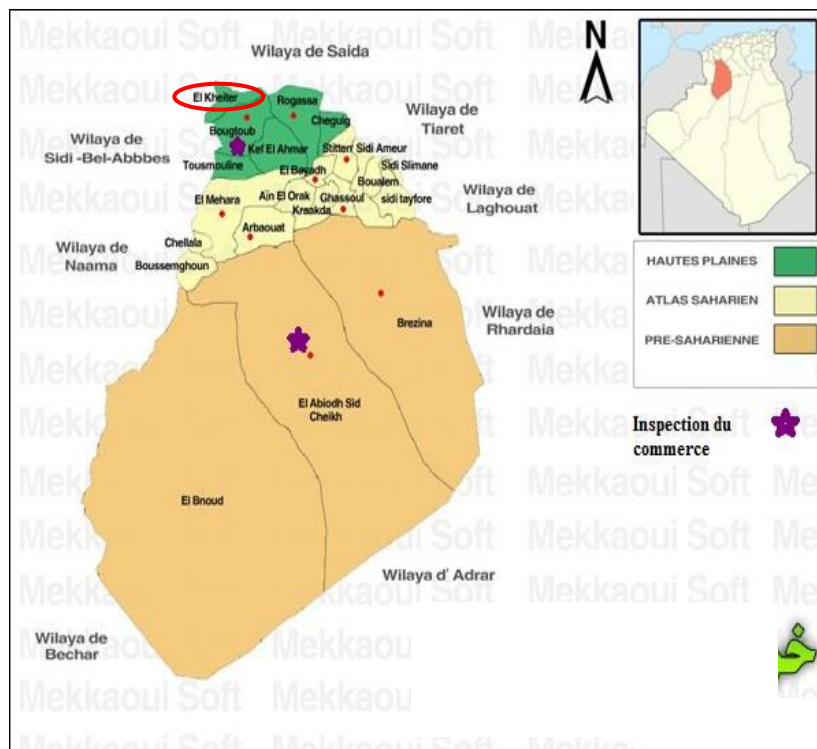 Mekkaoui Soft
Wilaya de Saida
N
El Kheiter
Rogassa
Wilaya de
Tiaret
Cheguig
Bougtoub
Wilaya de
Sidi -Bel-Abbbes
Kef El Ahmar
Stitten
Sidi Ameur
Tousmouline
El Bayadh
Sidi Slimane
Boualem
El Mehara
Aïn El Orak
Ghassoul
sidi tayfore
Wilaya de
Laghouat
Kraakda
Arbaouat
Chellala
Wilaya de
Naama
Boussemghoun
HAUTES PLAINES
ATLAS SAHARIEN
PRE-SAHARIENNE
Wilaya de
Rhardaia
Brezina
El Abiodh Sid
Cheikh
Inspection du
commerce
El Bnoud
Wilaya d' Adrar
Wilaya de
Bechar